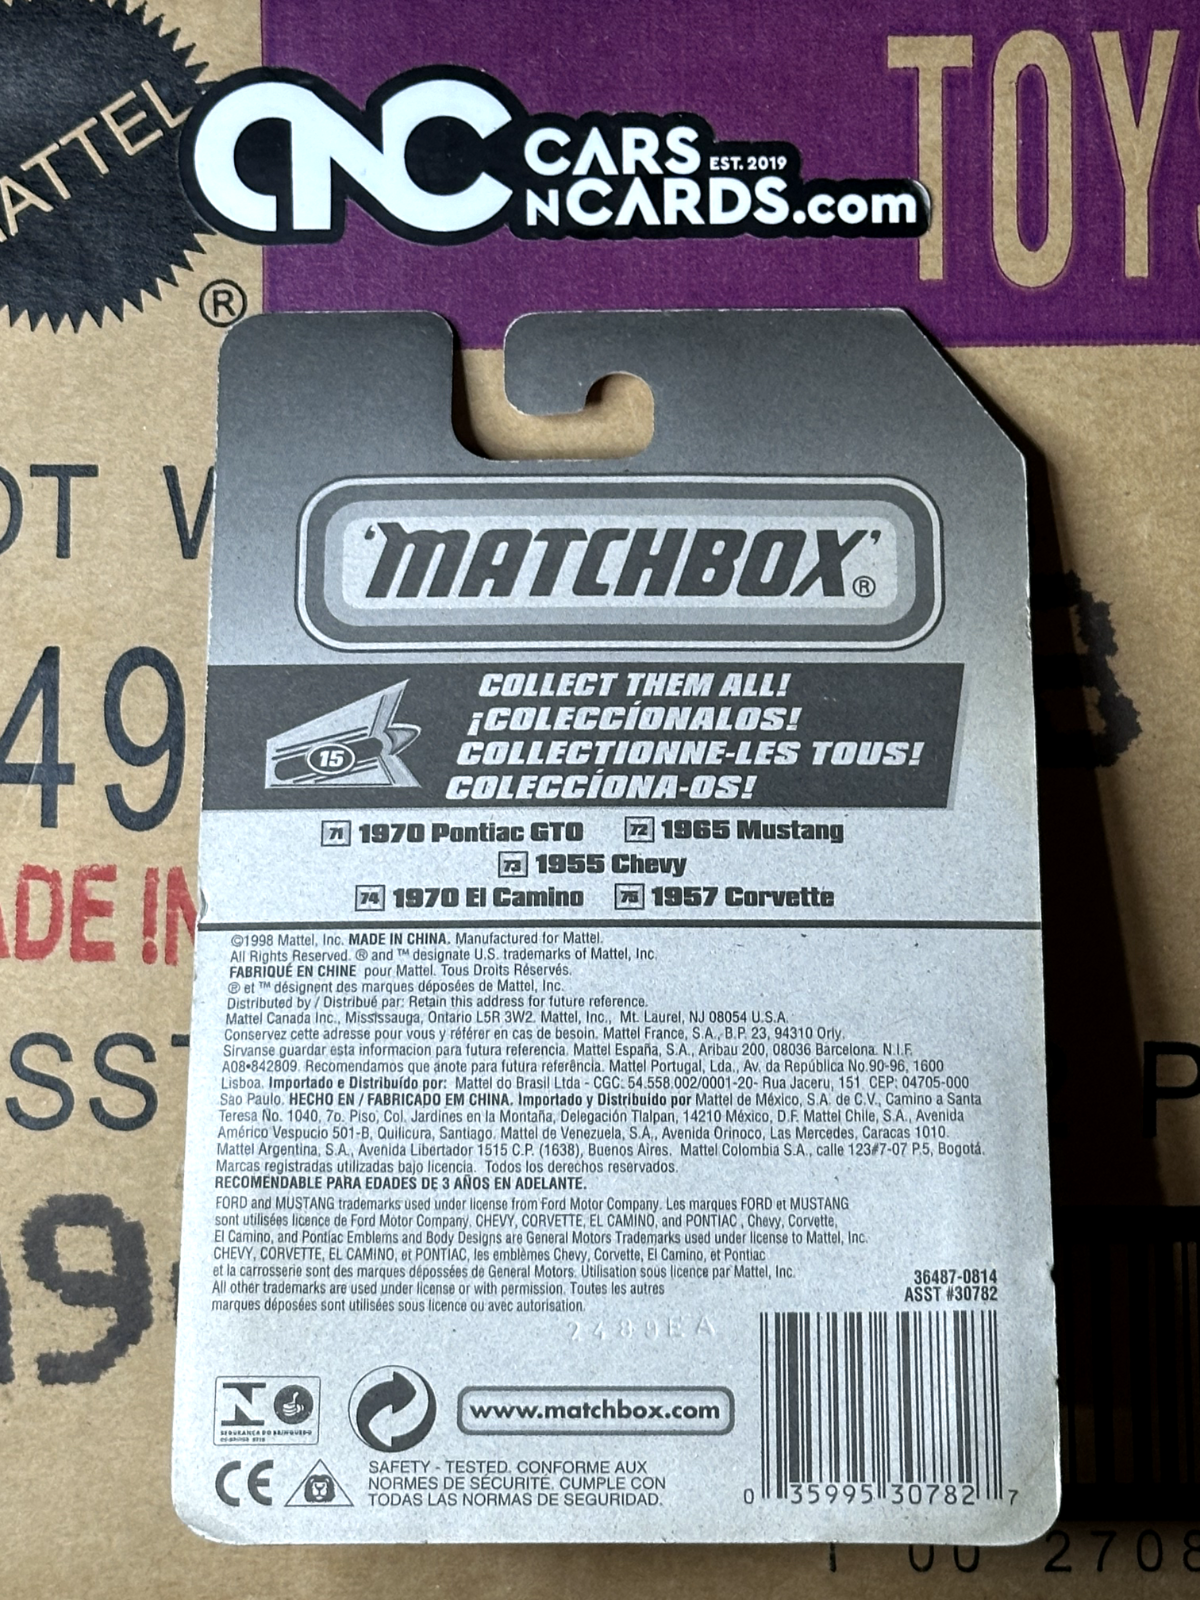 MATTEL
®
TOY
CNC CARS EST. 2019
NCARDS.com
OT W
49
ADE IN
SST
P
'MATCHBOX'®
COLLECT THEM ALL!
¡COLECCÍONALOS!
COLLECTIONNE-LES TOUS!
COLECCÍONA-OS!
15
71 1970 Pontiac GTO 72 1965 Mustang
73 1955 Chevy
74 1970 El Camino 75 1957 Corvette
©1998 Mattel, Inc. MADE IN CHINA. Manufactured for Mattel.
All Rights Reserved. ® and ™ designate U.S. trademarks of Mattel, Inc.
FABRIQUÉ EN CHINE pour Mattel. Tous Droits Réservés.
® et ™ désignent des marques déposées de Mattel, Inc.
Distributed by / Distribué par: Retain this address for future reference.
Mattel Canada Inc., Mississauga, Ontario L5R 3W2. Mattel, Inc., Mt. Laurel, NJ 08054 U.S.A.
Conservez cette adresse pour vous y référer en cas de besoin. Mattel France, S.A., B.P. 23, 94310 Orly.
Sirvanse guardar esta informacion para futura referencia. Mattel España, S.A., Aribau 200, 08036 Barcelona. N.I.F.
A08•842809. Recomendamos que anote para futura referência. Mattel Portugal, Lda., Av. da República No.90-96, 1600
Lisboa. Importado e Distribuído por: Mattel do Brasil Ltda - CGC: 54.558.002/0001-20- Rua Jaceru, 151 CEP: 04705-000
Sao Paulo. HECHO EN / FABRICADO EM CHINA. Importado y Distribuido por Mattel de México, S.A. de C.V., Camino a Santa
Teresa No. 1040, 7o. Piso, Col. Jardines en la Montaña, Delegación Tlalpan, 14210 México, D.F. Mattel Chile, S.A., Avenida
Américo Vespucio 501-B, Quilicura, Santiago. Mattel de Venezuela, S.A., Avenida Orinoco, Las Mercedes, Caracas 1010.
Mattel Argentina, S.A., Avenida Libertador 1515 C.P. (1638), Buenos Aires. Mattel Colombia S.A., calle 123#7-07 P.5, Bogotá.
Marcas registradas utilizadas bajo licencia. Todos los derechos reservados.
RECOMENDABLE PARA EDADES DE 3 AÑOS EN ADELANTE.
FORD and MUSTANG trademarks used under license from Ford Motor Company. Les marques FORD et MUSTANG
sont utilisées licence de Ford Motor Company. CHEVY, CORVETTE, EL CAMINO, and PONTIAC , Chevy, Corvette,
El Camino, and Pontiac Emblems and Body Designs are General Motors Trademarks used under license to Mattel, Inc.
CHEVY, CORVETTE, EL CAMINO, et PONTIAC, les emblèmes Chevy, Corvette, El Camino, et Pontiac
et la carrosserie sont des marques dépossées de General Motors. Utilisation sous licence par Mattel, Inc.
All other trademarks are used under license or with permission. Toutes les autres
marques déposées sont utilisées sous licence ou avec autorisation.
36487-0814
ASST #30782
2489EA
SEGURANÇA DO BRINQUEDO
www.matchbox.com
CE
SAFETY - TESTED. CONFORME AUX
NORMES DE SÉCURITÉ. CUMPLE CON
TODAS LAS NORMAS DE SEGURIDAD.
0 35995 30782 7
1 00 2708